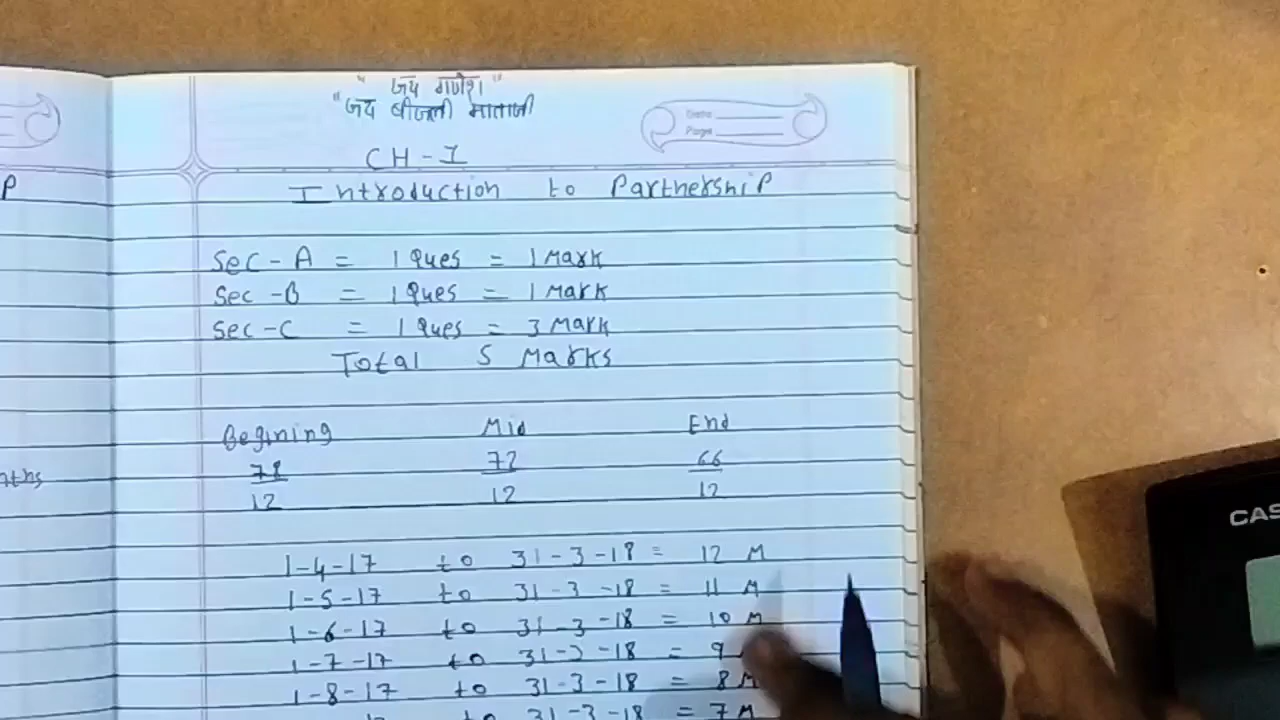 P
nths
"जय गणेश"
"जय बीजली माताजी
Date
Page
CH-I
Introduction to Partnership
Sec-A = 1 Ques = 1 Mark
Sec-B = 1 Ques = 1 Mark
Sec-C = 1 Ques = 3 Mark
Total 5 Marks
Begining Mid End
78 72 66
12 12 12
1-4-17 to 31-3-18 = 12 M
1-5-17 to 31-3-18 = 11 M
1-6-17 to 31-3-18 = 10 M
1-7-17 to 31-3-18 = 9
1-8-17 to 31-3-18 = 8 M
to 31-3-18 = 7 M
CAS